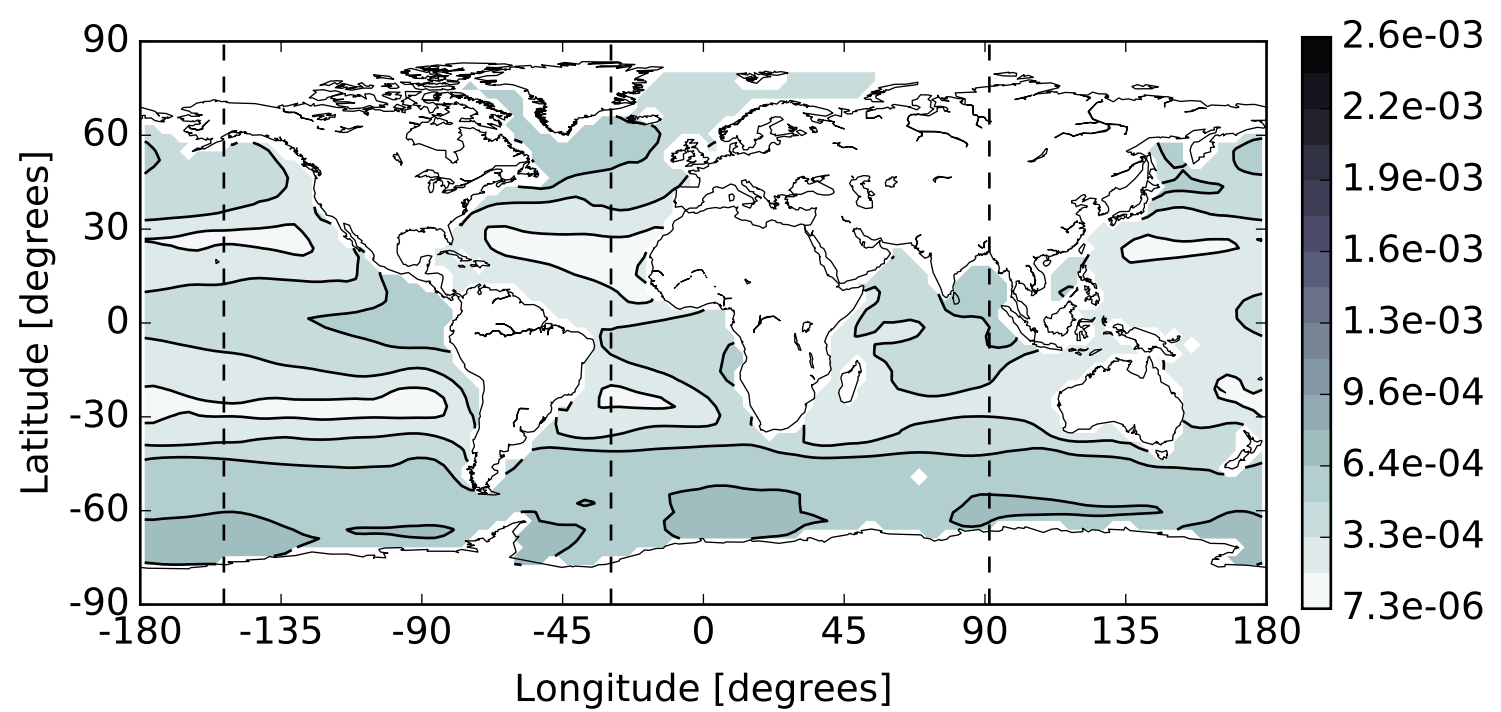 90
60
30
0
-30
-60
-90
Latitude [degrees]
-180 -135 -90 -45 0 45 90 135 180
Longitude [degrees]
2.6e-03
2.2e-03
1.9e-03
1.6e-03
1.3e-03
9.6e-04
6.4e-04
3.3e-04
7.3e-06